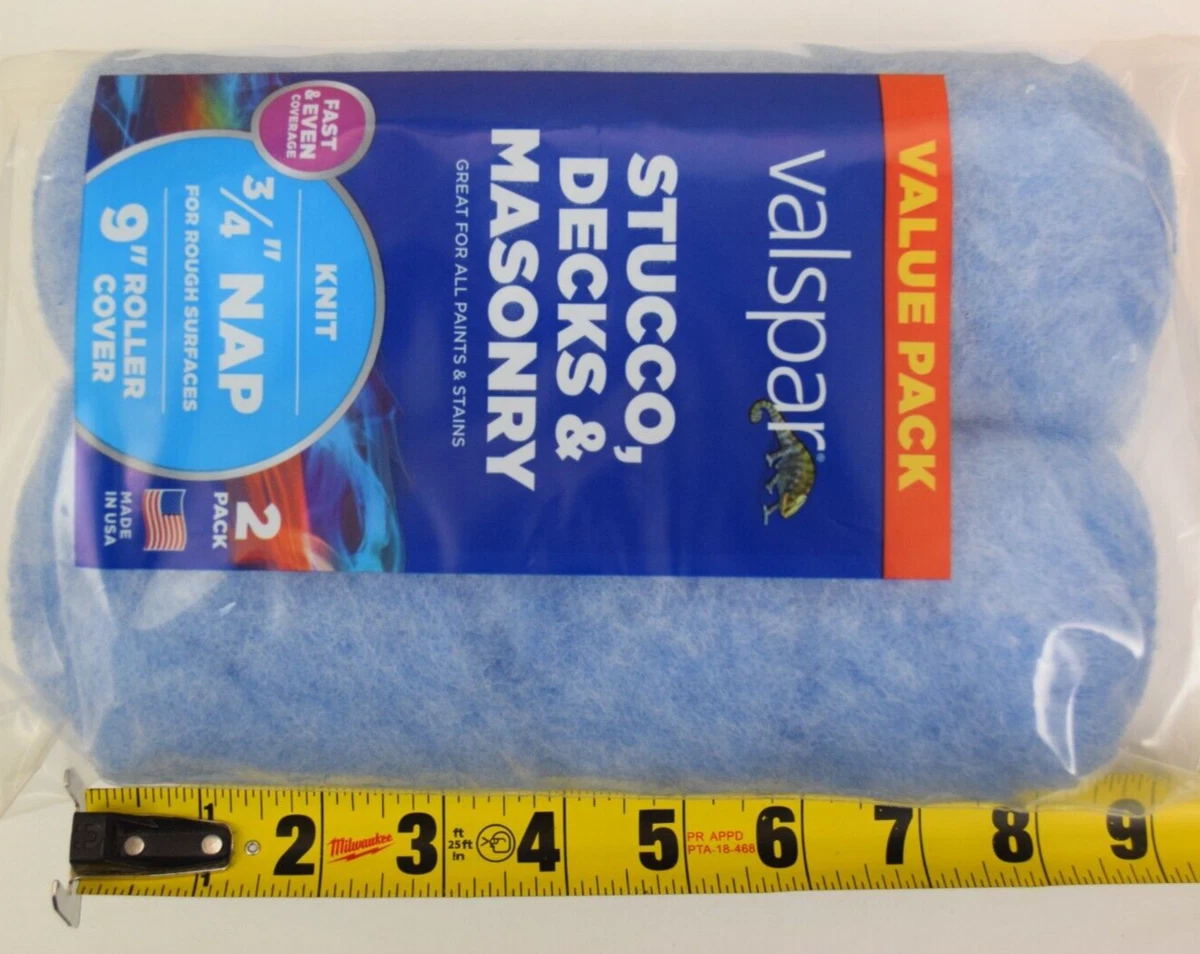 VALUE PACK
valspar®
STUCCO,
DECKS &
MASONRY
GREAT FOR ALL PAINTS & STAINS
FAST
& EVEN
COVERAGE
KNIT
3/4" NAP
FOR ROUGH SURFACES
9" ROLLER
COVER
2
PACK
MADE
IN USA
1 2 Milwaukee 3 ft 25ft in 4 5 PR APPD PTA-18-468 6 7 8 9
1